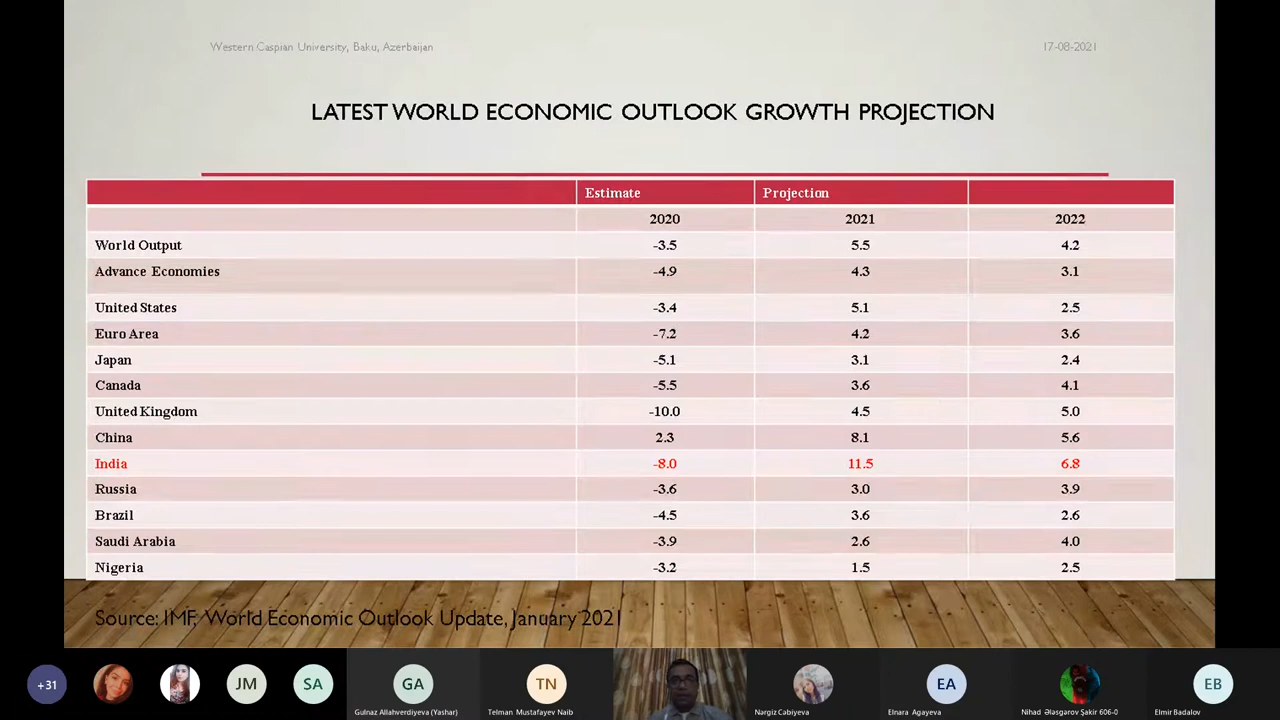 Western Caspian University, Baku, Azerbaijan 17-08-2021
LATEST WORLD ECONOMIC OUTLOOK GROWTH PROJECTION
Estimate Projection
2020 2021 2022
World Output -3.5 5.5 4.2
Advance Economies -4.9 4.3 3.1
United States -3.4 5.1 2.5
Euro Area -7.2 4.2 3.6
Japan -5.1 3.1 2.4
Canada -5.5 3.6 4.1
United Kingdom -10.0 4.5 5.0
China 2.3 8.1 5.6
India -8.0 11.5 6.8
Russia -3.6 3.0 3.9
Brazil -4.5 3.6 2.6
Saudi Arabia -3.9 2.6 4.0
Nigeria -3.2 1.5 2.5
Source: IMF, World Economic Outlook Update, January 2021
+31 JM SA GA TN EA EB
Gulnaz Allahverdiyeva (Yashar) Telman Mustafayev Naib Nərgiz Cəbiyeva Elnara Agayeva Nihad Ələsgərov Şakir 606-0 Elmir Badalov